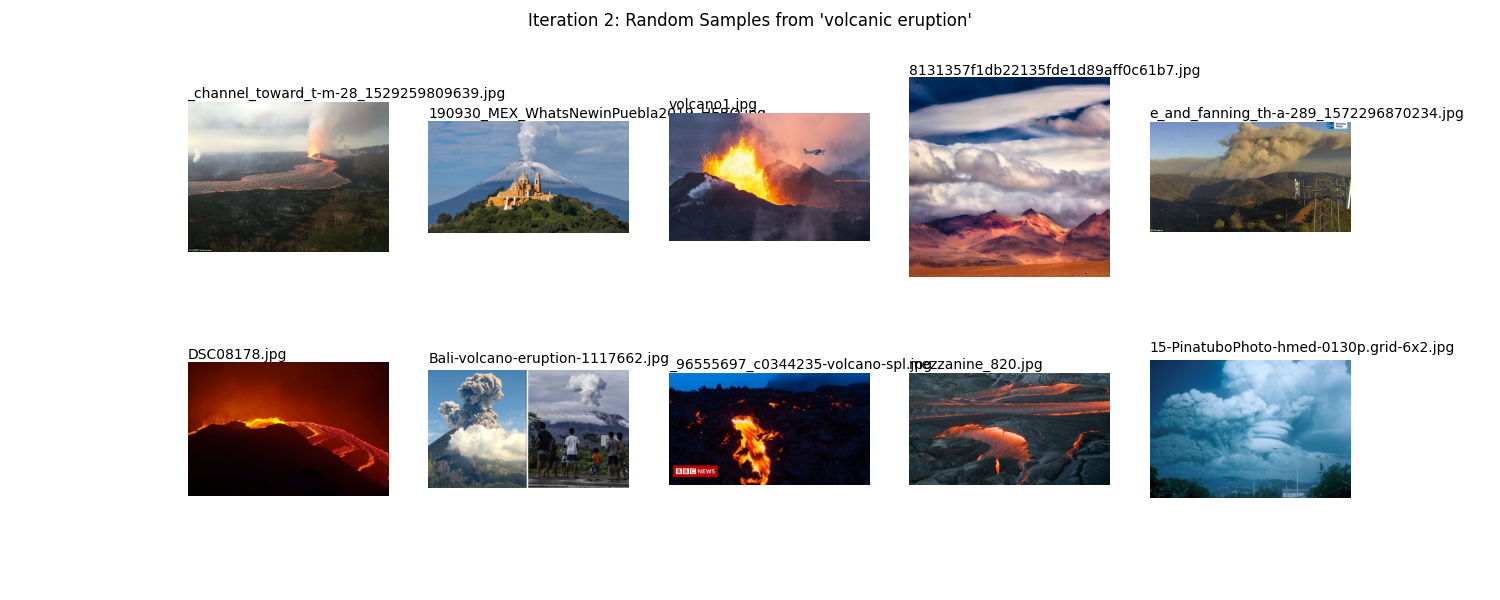 Iteration 2: Random Samples from 'volcanic eruption'
_channel_toward_t-m-28_1529259809639.jpg
190930_MEX_WhatsNewinPuebla2019_HERO.jpg
volcano1.jpg
8131357f1db22135fde1d89aff0c61b7.jpg
e_and_fanning_th-a-289_1572296870234.jpg
DSC08178.jpg
Bali-volcano-eruption-1117662.jpg
_96555697_c0344235-volcano-spl.jpg
mezzanine_820.jpg
15-PinatuboPhoto-hmed-0130p.grid-6x2.jpg
BBC NEWS